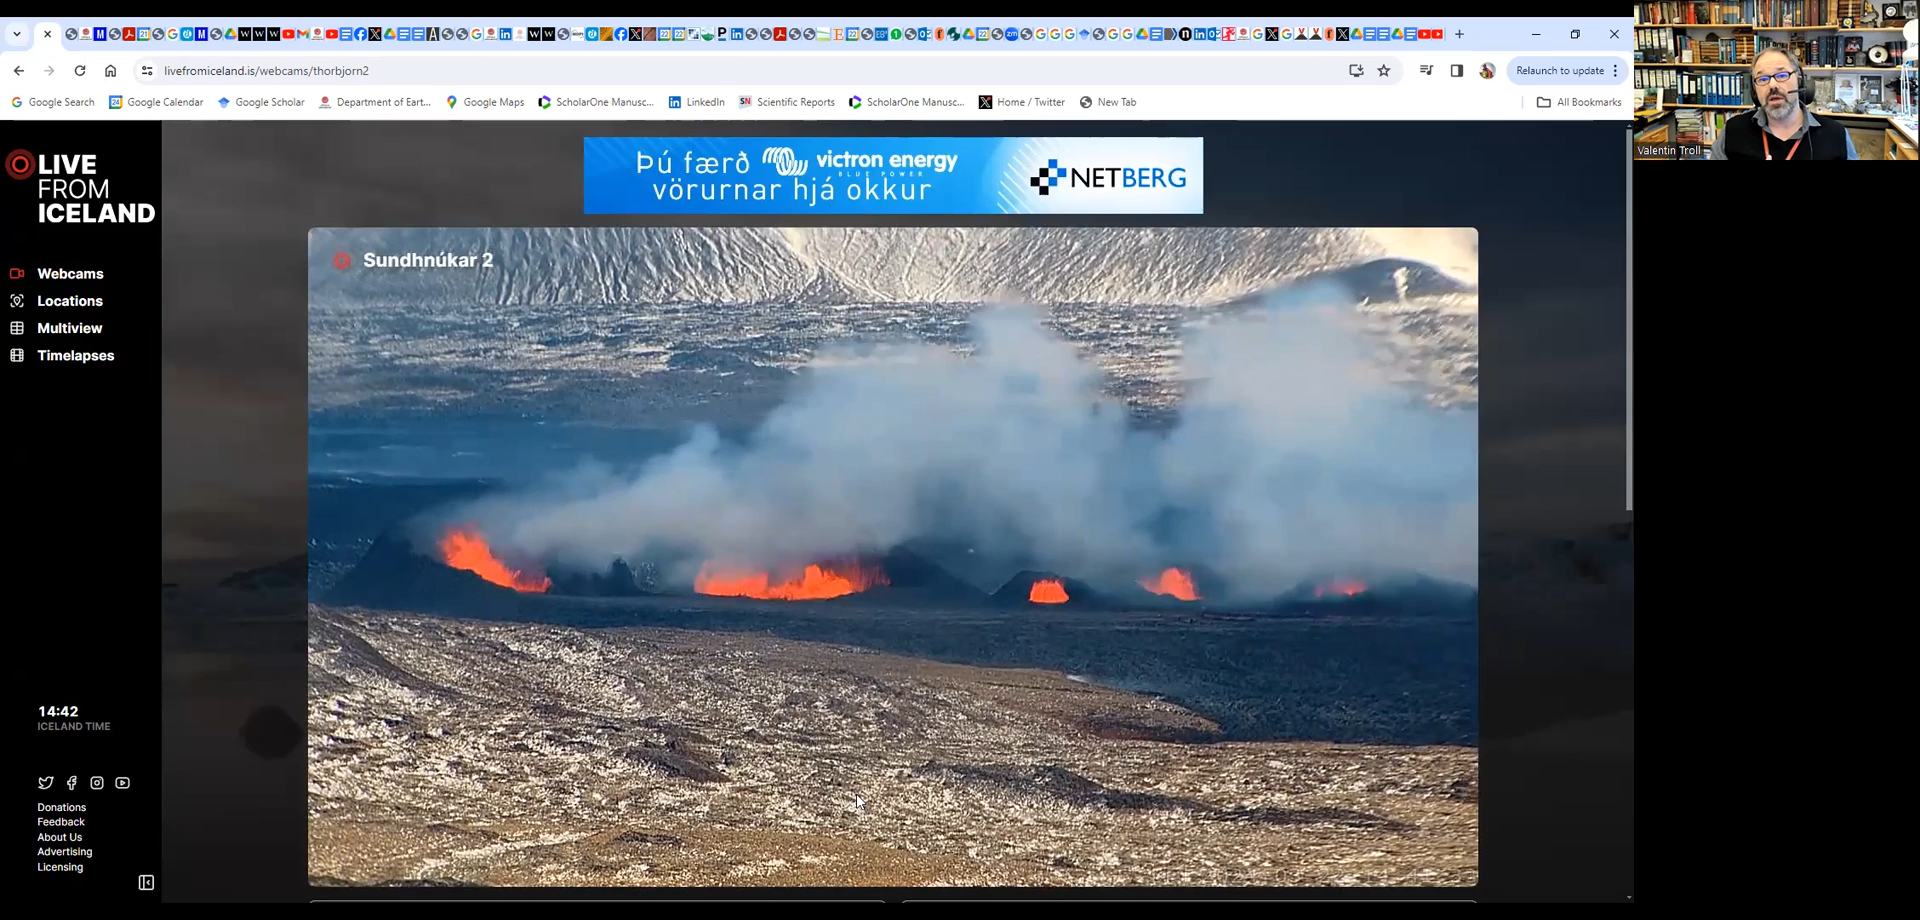 livefromiceland.is/webcams/thorbjorn2
Relaunch to update
Google Search
Google Calendar
Google Scholar
Department of Eart...
Google Maps
ScholarOne Manusc...
LinkedIn
Scientific Reports
ScholarOne Manusc...
Home / Twitter
New Tab
All Bookmarks
Valentin Troll
LIVE
FROM
ICELAND
Þú færð victron energy
BLUE POWER
vörurnar hjá okkur
NETBERG
Sundhnúkar 2
Webcams
Locations
Multiview
Timelapses
14:42
ICELAND TIME
Donations
Feedback
About Us
Advertising
Licensing